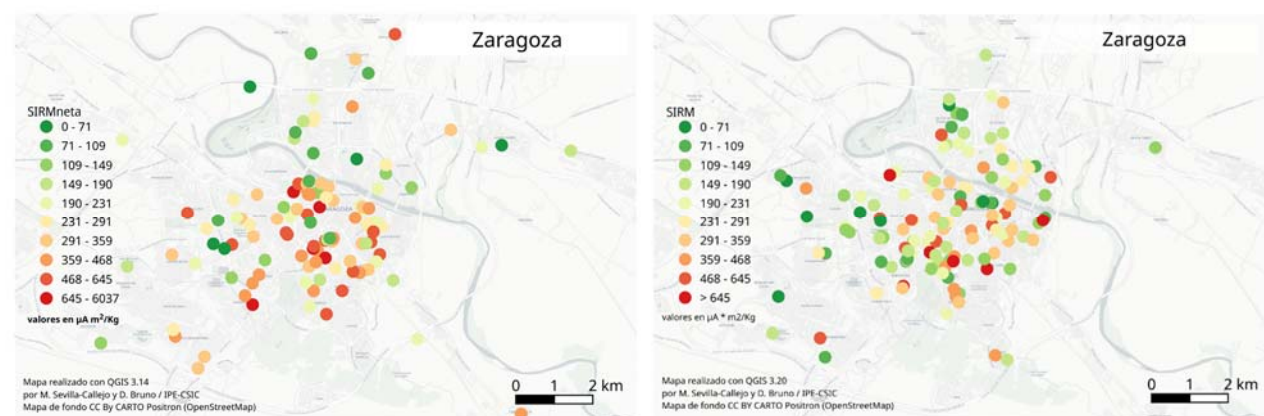 Zaragoza
SIRMneta
0 - 71
71 - 109
109 - 149
149 - 190
190 - 231
231 - 291
291 - 359
359 - 468
468 - 645
645 - 6037
valores en µA m²/Kg
Mapa realizado con QGIS 3.14
por M. Sevilla-Callejo y D. Bruno / IPE-CSIC
Mapa de fondo CC BY CARTO Positron (OpenStreetMap)
0 1 2 km
Zaragoza
SIRM
0 - 71
71 - 109
109 - 149
149 - 190
190 - 231
231 - 291
291 - 359
359 - 468
468 - 645
> 645
valores en µA * m2/Kg
Mapa realizado con QGIS 3.20
por M. Sevilla-Callejo y D. Bruno / IPE-CSIC
Mapa de fondo CC BY CARTO Positron (OpenStreetMap)
0 1 2 km